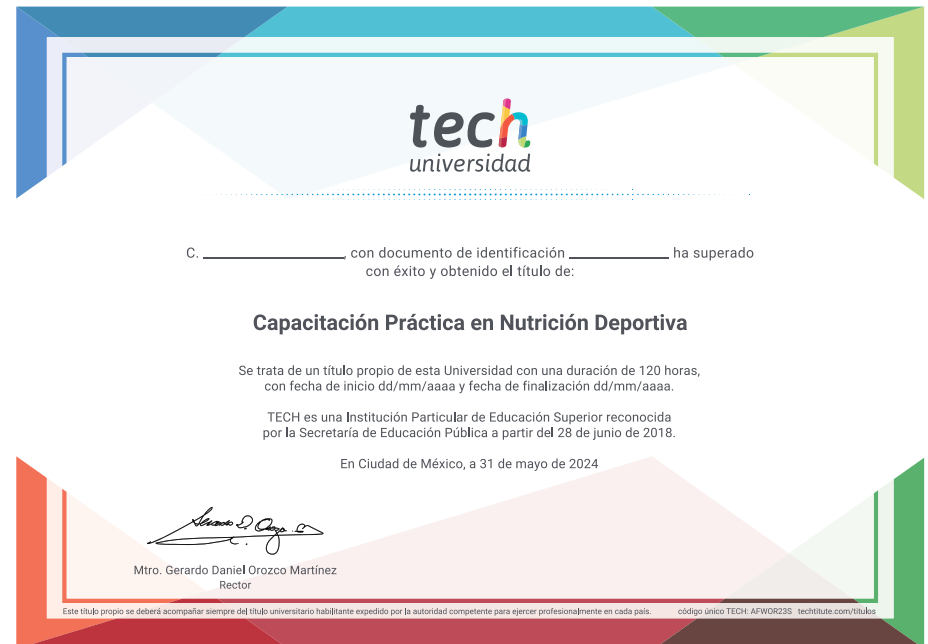 tech
universidad
C. ____________, con documento de identificación ____________ ha superado
con éxito y obtenido el título de:
Capacitación Práctica en Nutrición Deportiva
Se trata de un título propio de esta Universidad con una duración de 120 horas,
con fecha de inicio dd/mm/aaaa y fecha de finalización dd/mm/aaaa.
TECH es una Institución Particular de Educación Superior reconocida
por la Secretaría de Educación Pública a partir del 28 de junio de 2018.
En Ciudad de México, a 31 de mayo de 2024
Mtro. Gerardo Daniel Orozco Martínez
Rector
Este título propio se deberá acompañar siempre del título universitario habilitante expedido por la autoridad competente para ejercer profesionalmente en cada país. código único TECH: AFWOR23S techtitute.com/titulos